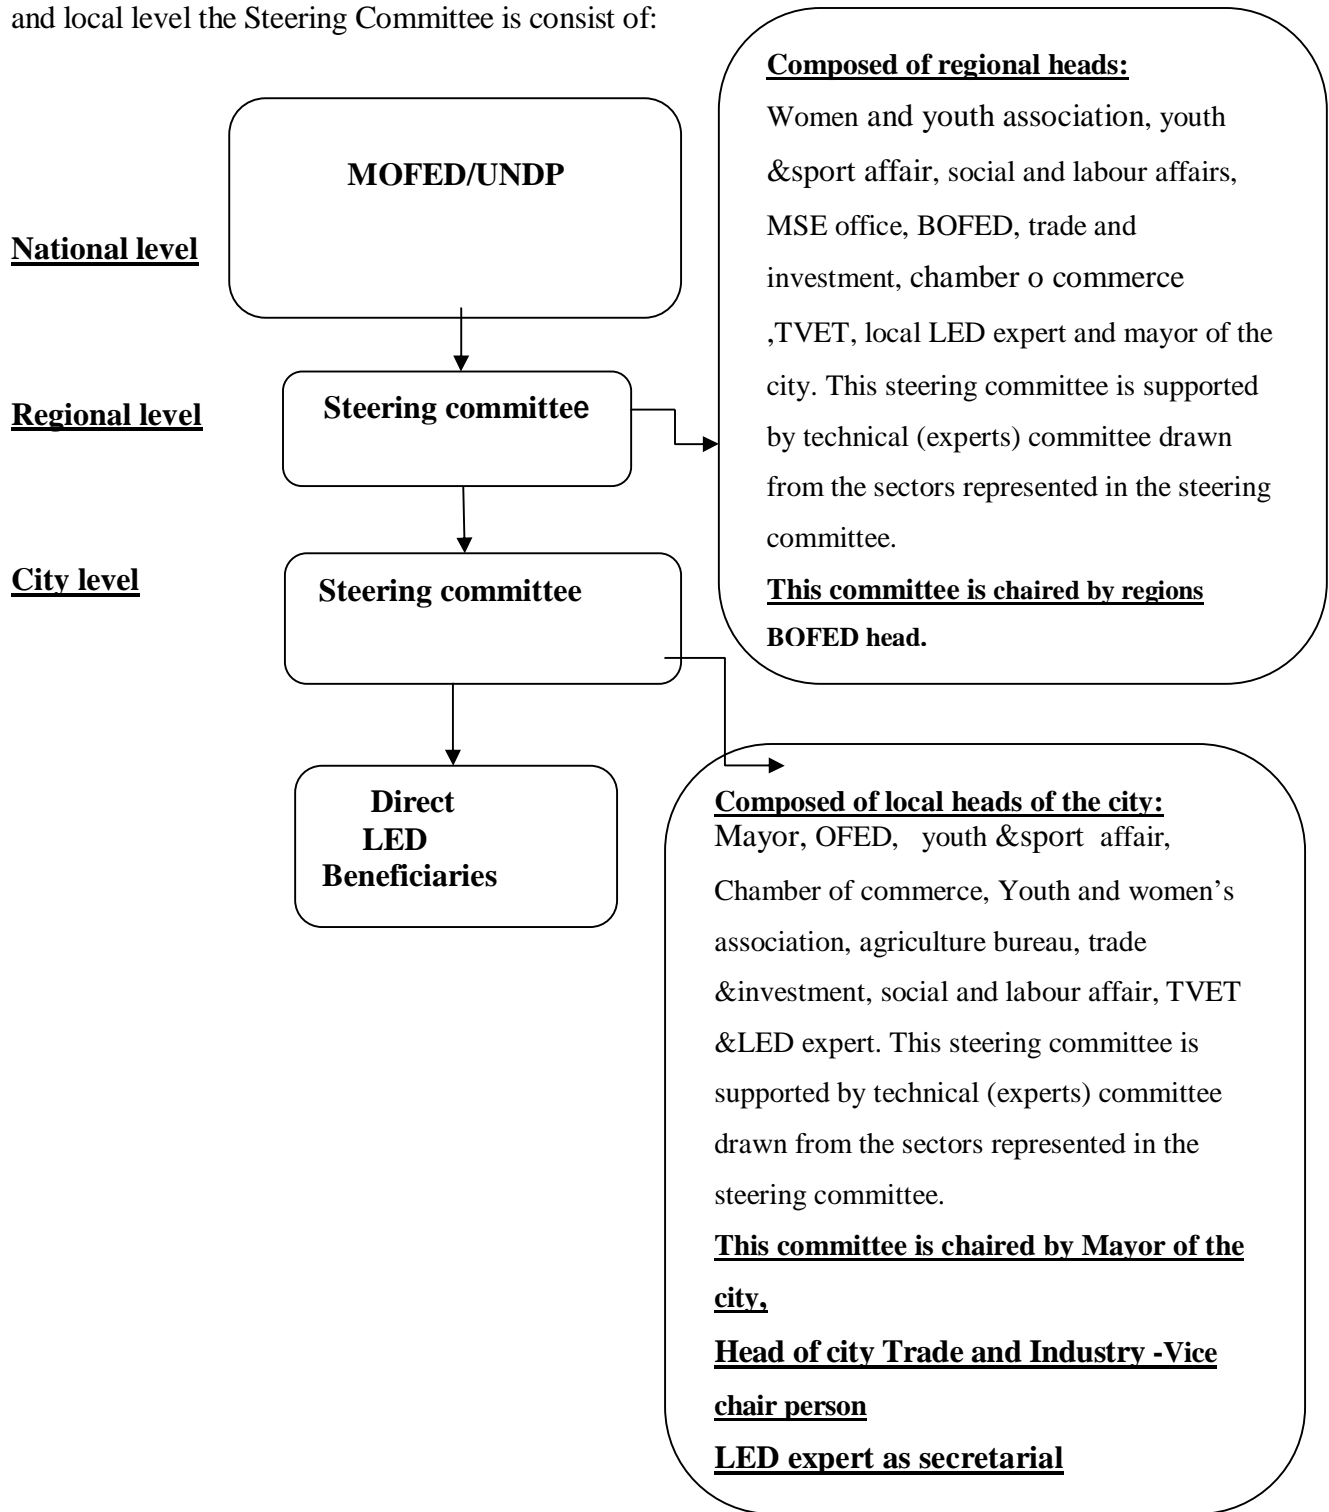 and local level the Steering Committee is consist of:
MOFED/UNDP
National level
Steering committee
Regional level
Steering committee
City level
Direct
LED
Beneficiaries
Composed of regional heads:
Women and youth association, youth
&sport affair, social and labour affairs,
MSE office, BOFED, trade and
investment, chamber o commerce
,TVET, local LED expert and mayor of the
city. This steering committee is supported
by technical (experts) committee drawn
from the sectors represented in the steering
committee.
This committee is chaired by regions
BOFED head.
Composed of local heads of the city:
Mayor, OFED, youth &sport affair,
Chamber of commerce, Youth and women’s
association, agriculture bureau, trade
&investment, social and labour affair, TVET
&LED expert. This steering committee is
supported by technical (experts) committee
drawn from the sectors represented in the
steering committee.
This committee is chaired by Mayor of the
city,
Head of city Trade and Industry -Vice
chair person
LED expert as secretarial